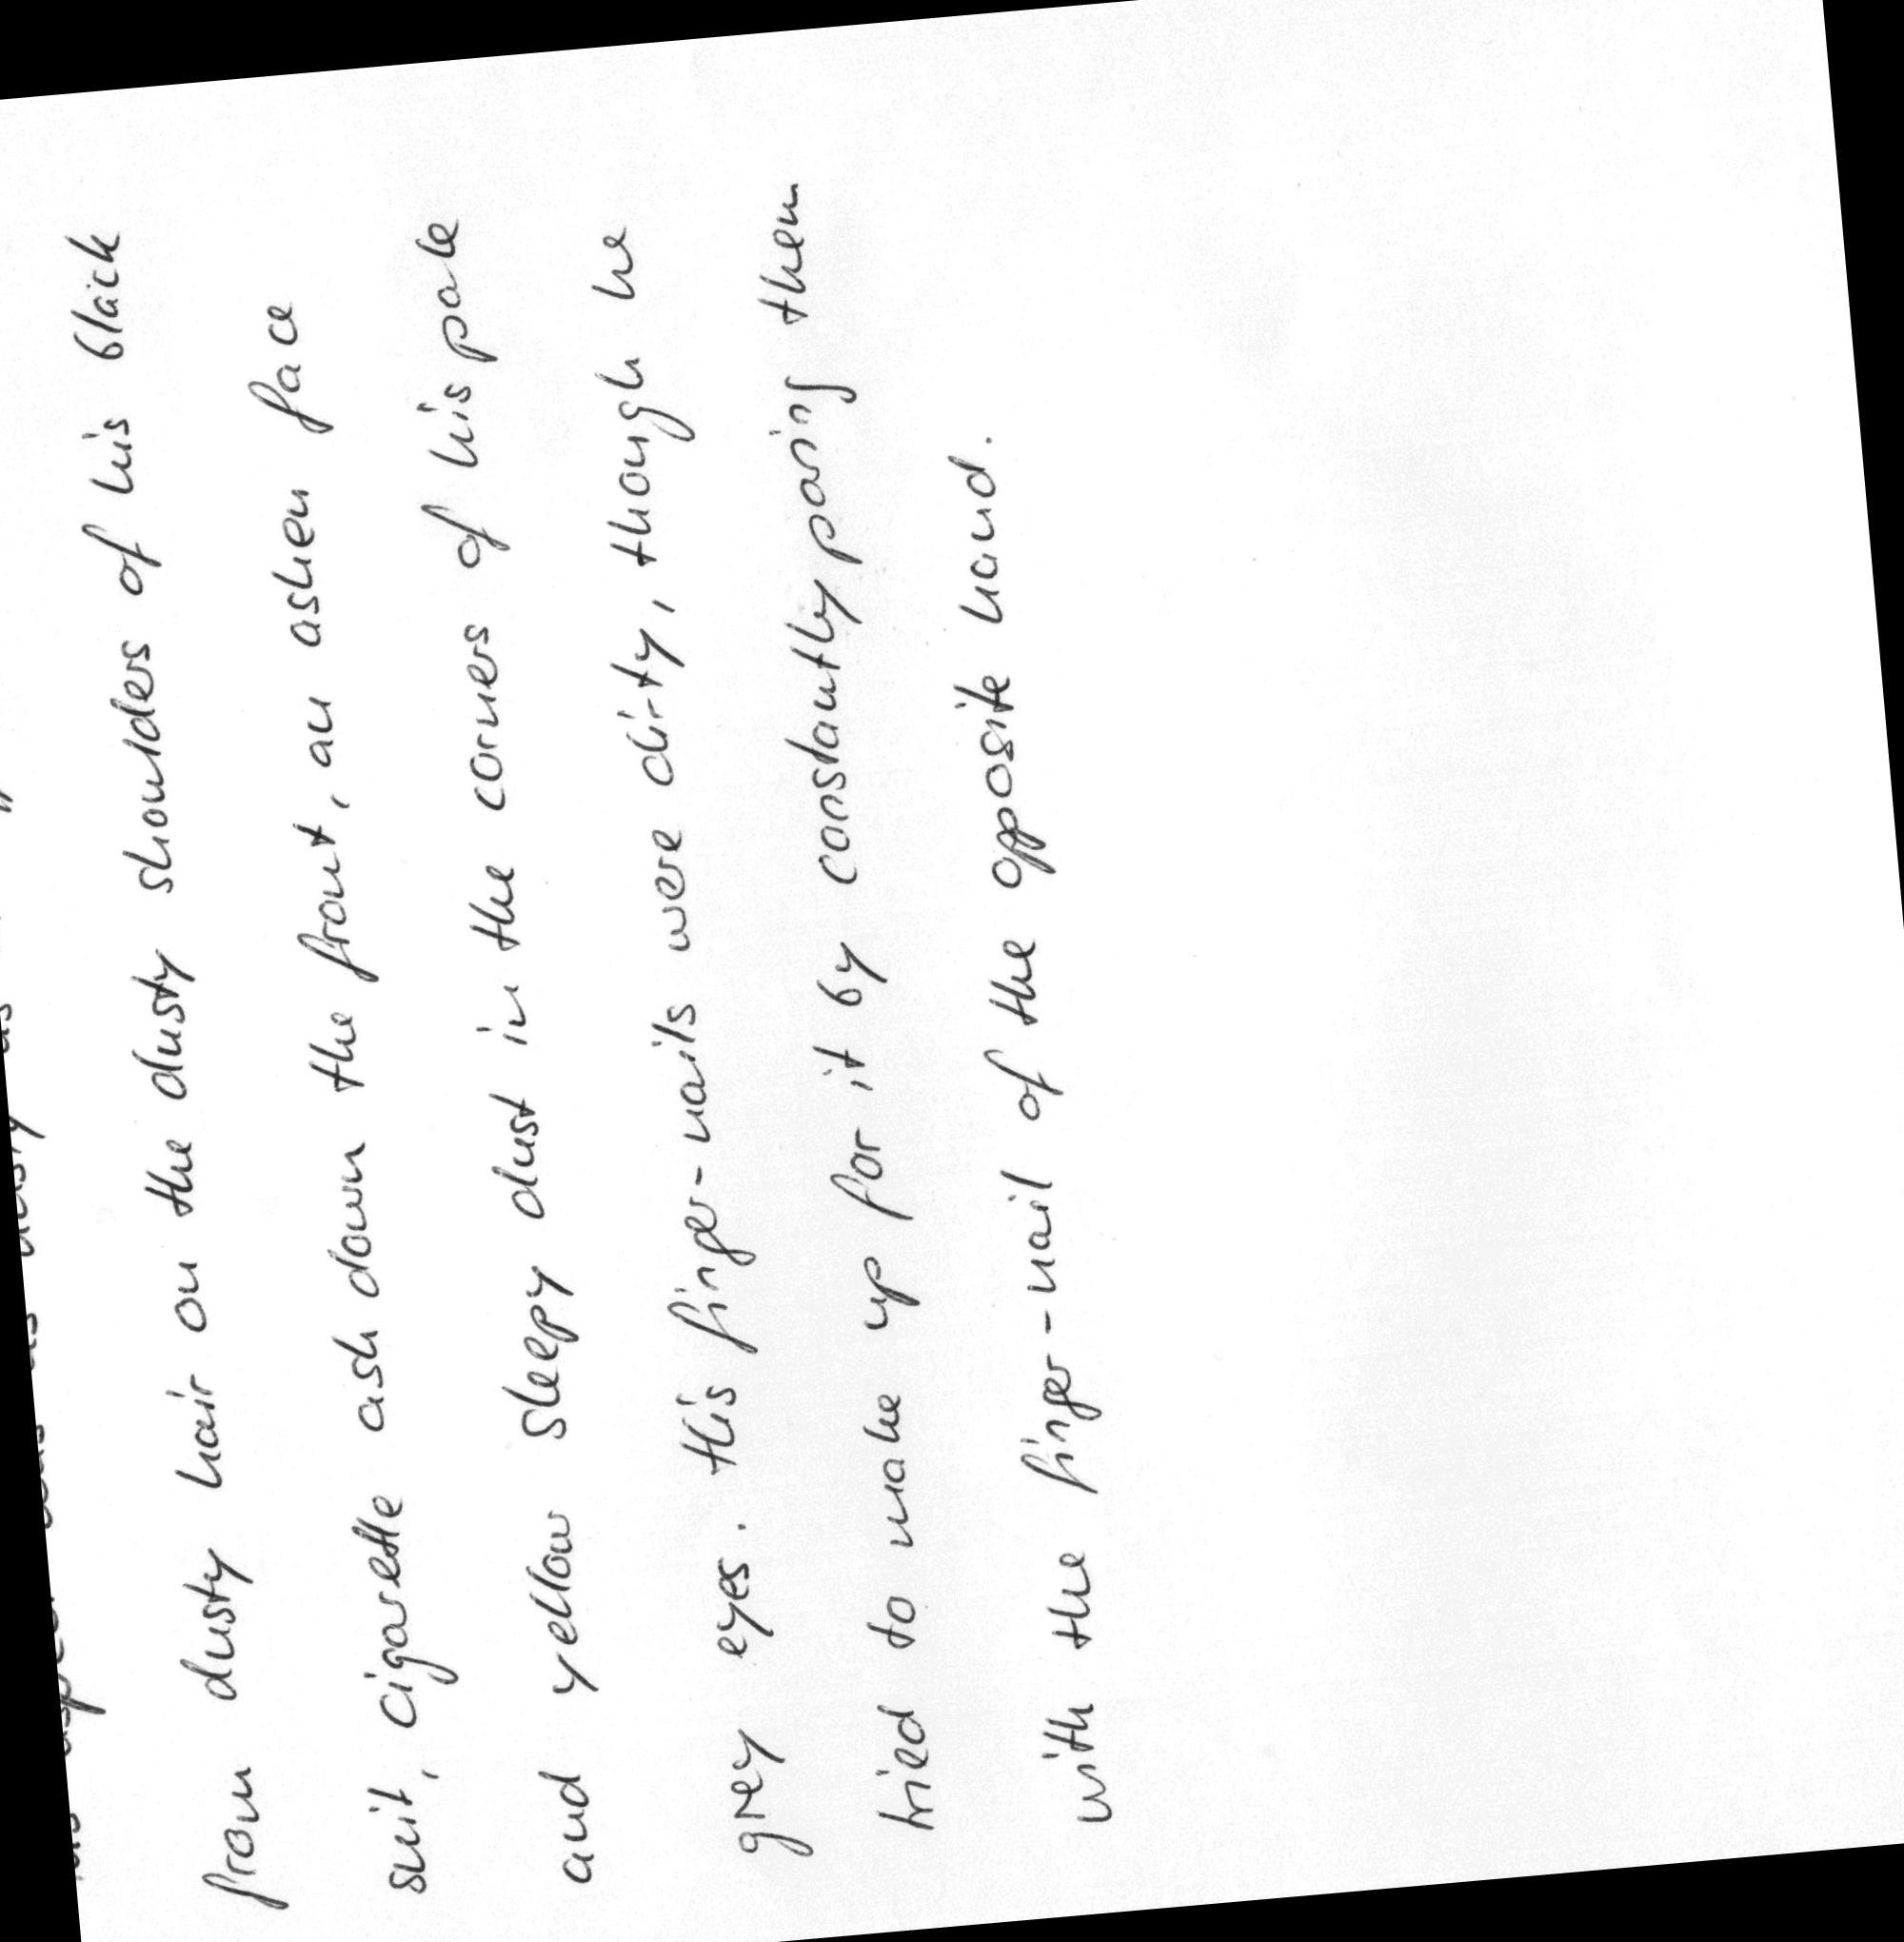 from dusty hair on the dusty shoulders of his black
suit, cigarette ash down the front, an ashen face
and yellow sleepy dust in the corners of his pale
grey eyes. His finger-nails were dirty, though he
tried to make up for it by constantly paring them
with the finger-nail of the opposite hand.